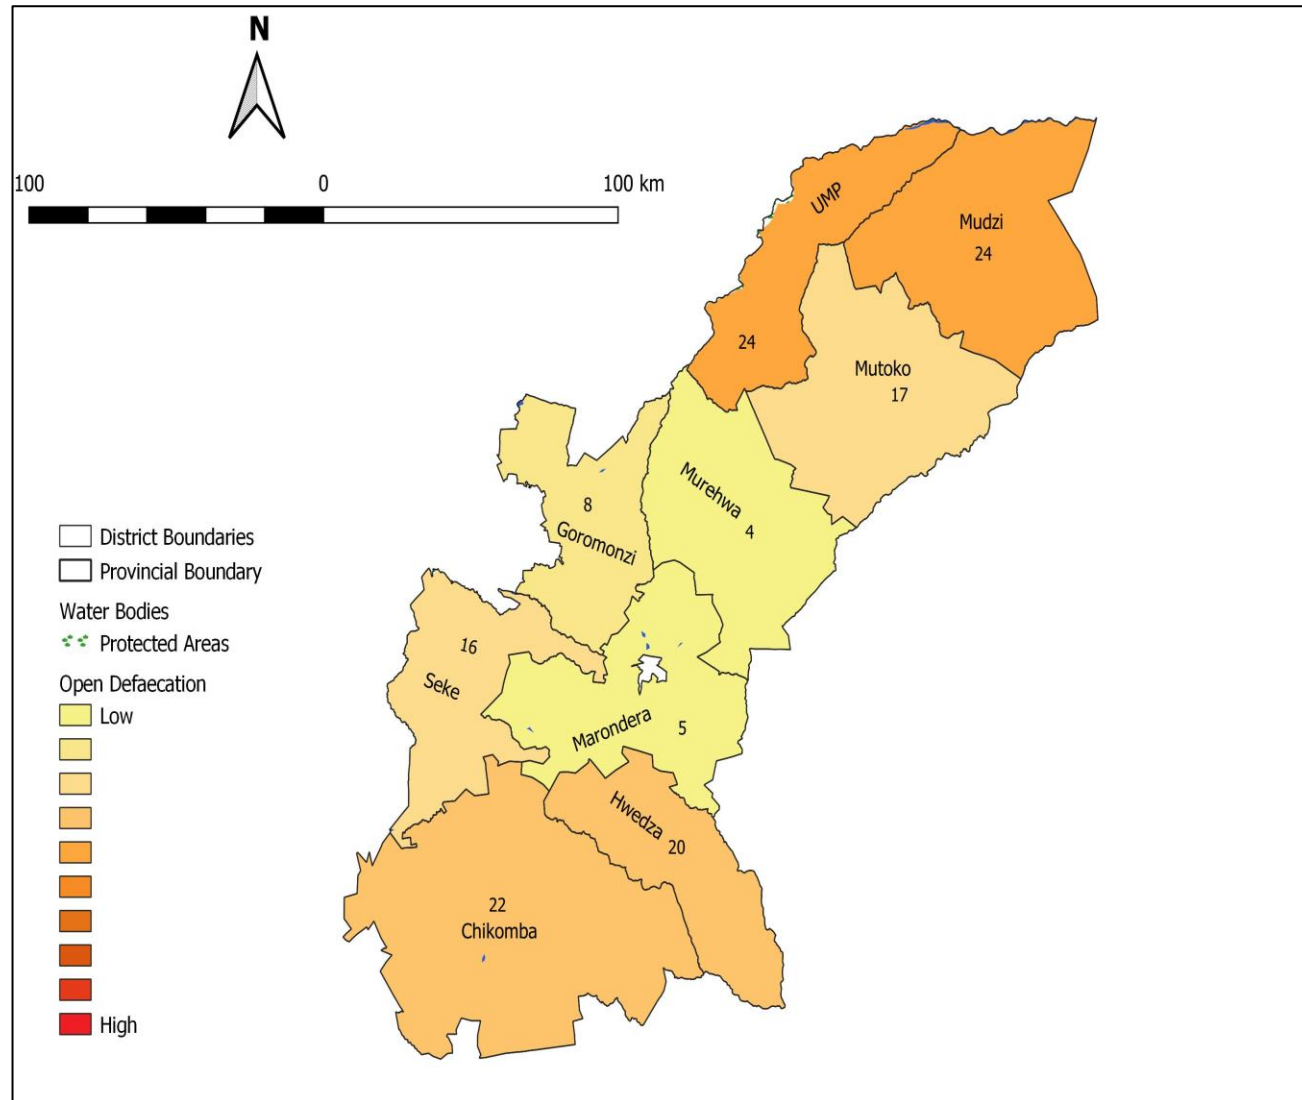 N
100 0 100 km
UMP
Mudzi
24
24
Mutoko
17
Murehwa
4
8
Goromonzi
16
Seke
Marondera
5
Hwedza
20
22
Chikomba
District Boundaries
Provincial Boundary
Water Bodies
Protected Areas
Open Defaecation
Low
High